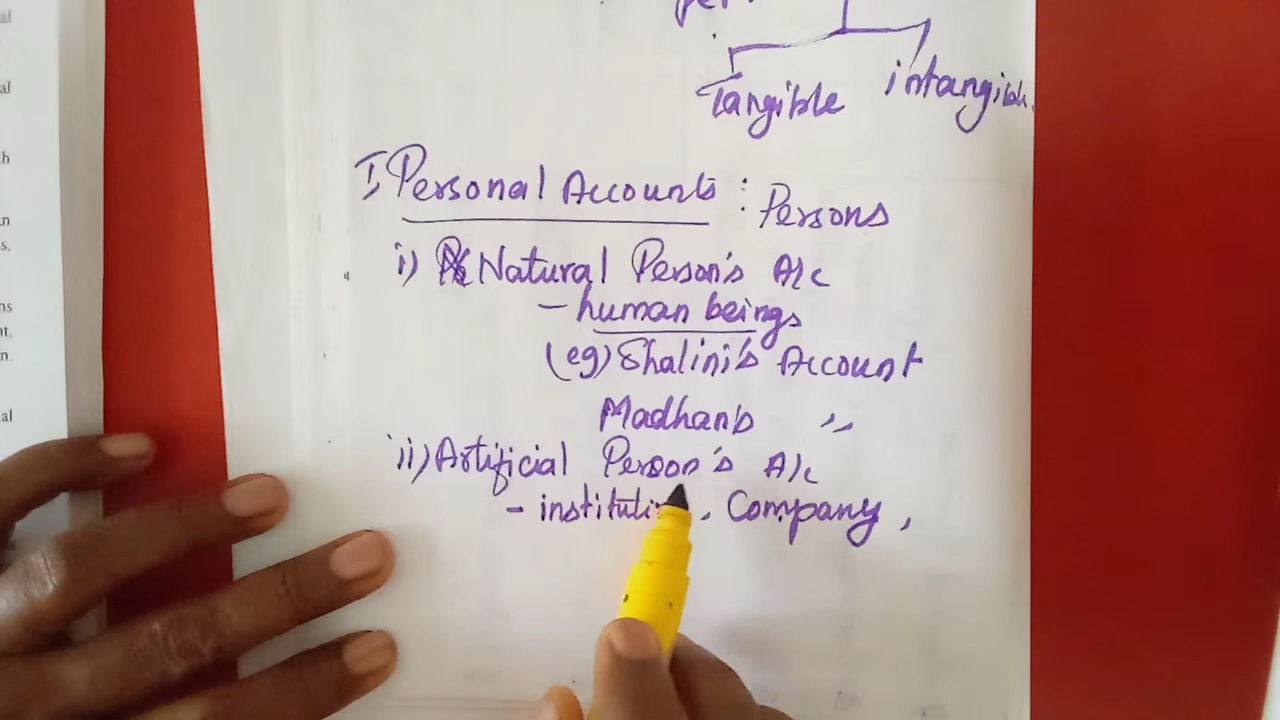 Tangible intangible
I Personal Accounts : Persons
i) Natural Person's A/c
- human beings
(eg) Shalini's Account
Madhan's 〃
ii) Artificial Person's A/c
- , Company ,